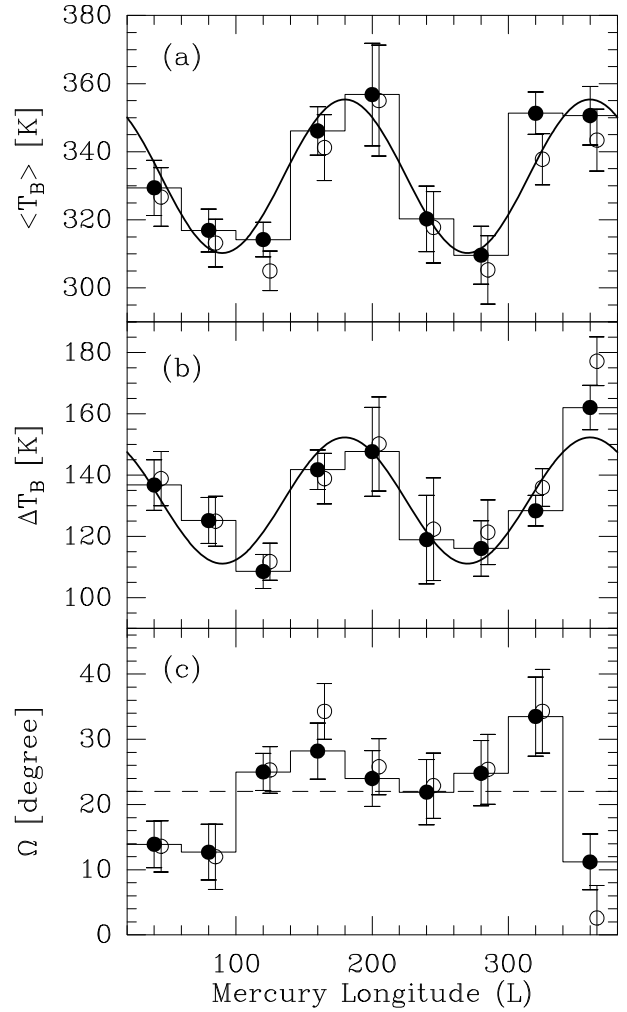 380
(a)
360
<T_B> [K]
340
320
300
(b)
180
160
ΔT_B [K]
140
120
100
(c)
40
30
Ω [degree]
20
10
0
100 200 300
Mercury Longitude (L)